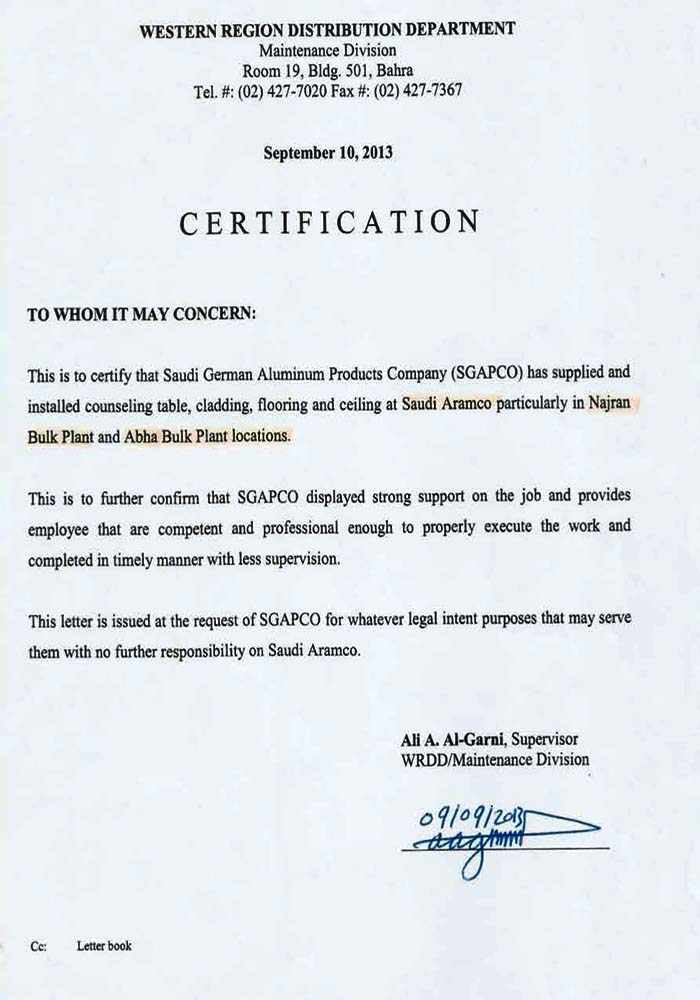 WESTERN REGION DISTRIBUTION DEPARTMENT
Maintenance Division
Room 19, Bldg. 501, Bahra
Tel. #: (02) 427-7020 Fax #: (02) 427-7367
September 10, 2013
CERTIFICATION
TO WHOM IT MAY CONCERN:
This is to certify that Saudi German Aluminum Products Company (SGAPCO) has supplied and
installed counseling table, cladding, flooring and ceiling at Saudi Aramco particularly in Najran
Bulk Plant and Abha Bulk Plant locations.
This is to further confirm that SGAPCO displayed strong support on the job and provides
employee that are competent and professional enough to properly execute the work and
completed in timely manner with less supervision.
This letter is issued at the request of SGAPCO for whatever legal intent purposes that may serve
them with no further responsibility on Saudi Aramco.
Ali A. Al-Garni, Supervisor
WRDD/Maintenance Division
09/09/2013
Cc: Letter book